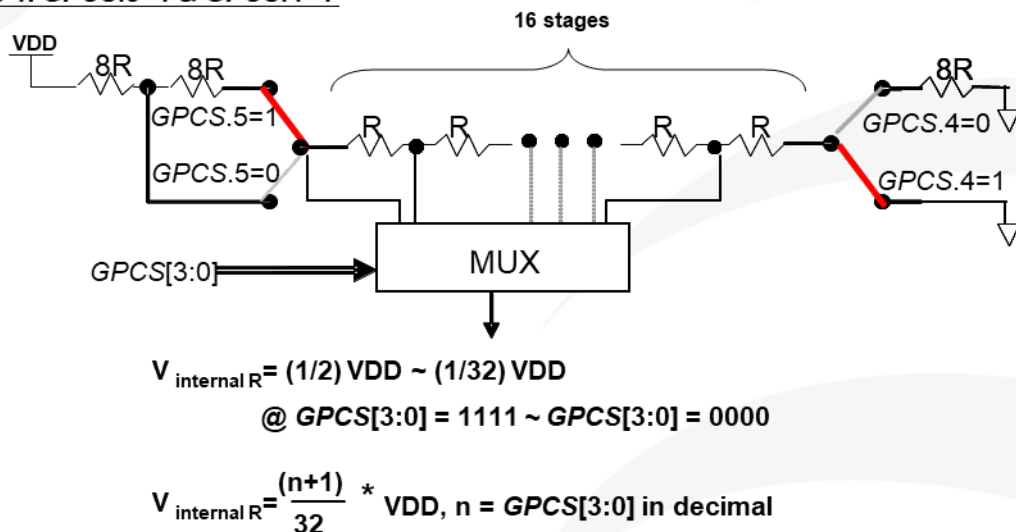 16 stages
VDD
8R
8R
8R
GPCS.5=1
R
R
R
R
GPCS.4=0
GPCS.5=0
GPCS.4=1
GPCS[3:0]
MUX
V internal R= (1/2) VDD ~ (1/32) VDD
@ GPCS[3:0] = 1111 ~ GPCS[3:0] = 0000
V internal R= (n+1)/32 * VDD, n = GPCS[3:0] in decimal